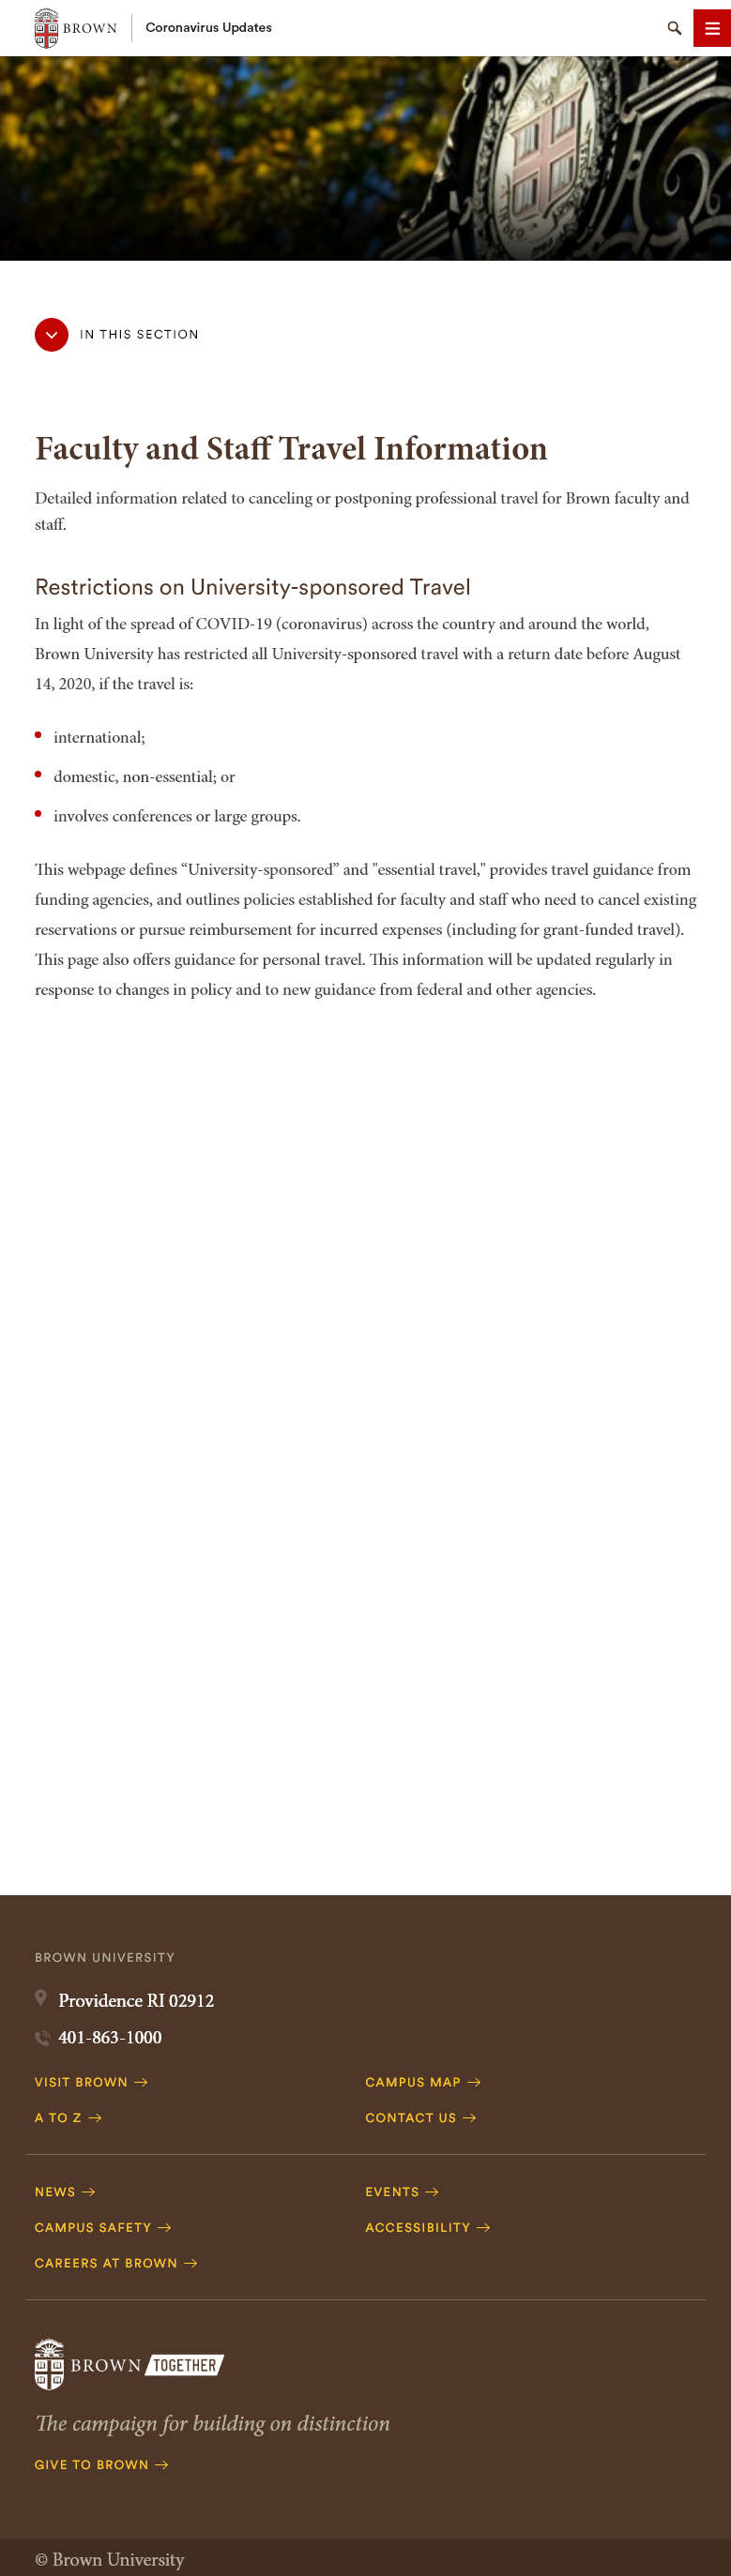 BROWN
Coronavirus Updates
DEO
IN THIS SECTION
Faculty and Staff Travel Information
Detailed information related to canceling or postponing professional travel for Brown faculty and
staff.
Restrictions on University-sponsored Travel
In light of the spread of COVID-19 (coronavirus) across the country and around the world,
Brown University has restricted all University-sponsored travel with a return date before August
14, 2020, if the travel is:
international;
domestic, non-essential; or
involves conferences or large groups.
This webpage defines “University-sponsored” and "essential travel," provides travel guidance from
funding agencies, and outlines policies established for faculty and staff who need to cancel existing
reservations or pursue reimbursement for incurred expenses (including for grant-funded travel).
This page also offers guidance for personal travel. This information will be updated regularly in
response to changes in policy and to new guidance from federal and other agencies.
BROWN UNIVERSITY
Providence RI 02912
401-863-1000
VISIT BROWN
CAMPUS MAP
A TO Z
CONTACT US
NEWS
EVENTS
CAMPUS SAFETY
ACCESSIBILITY
CAREERS AT BROWN
BROWN TOGETHER
The campaign for building on distinction
GIVE TO BROWN
© Brown University